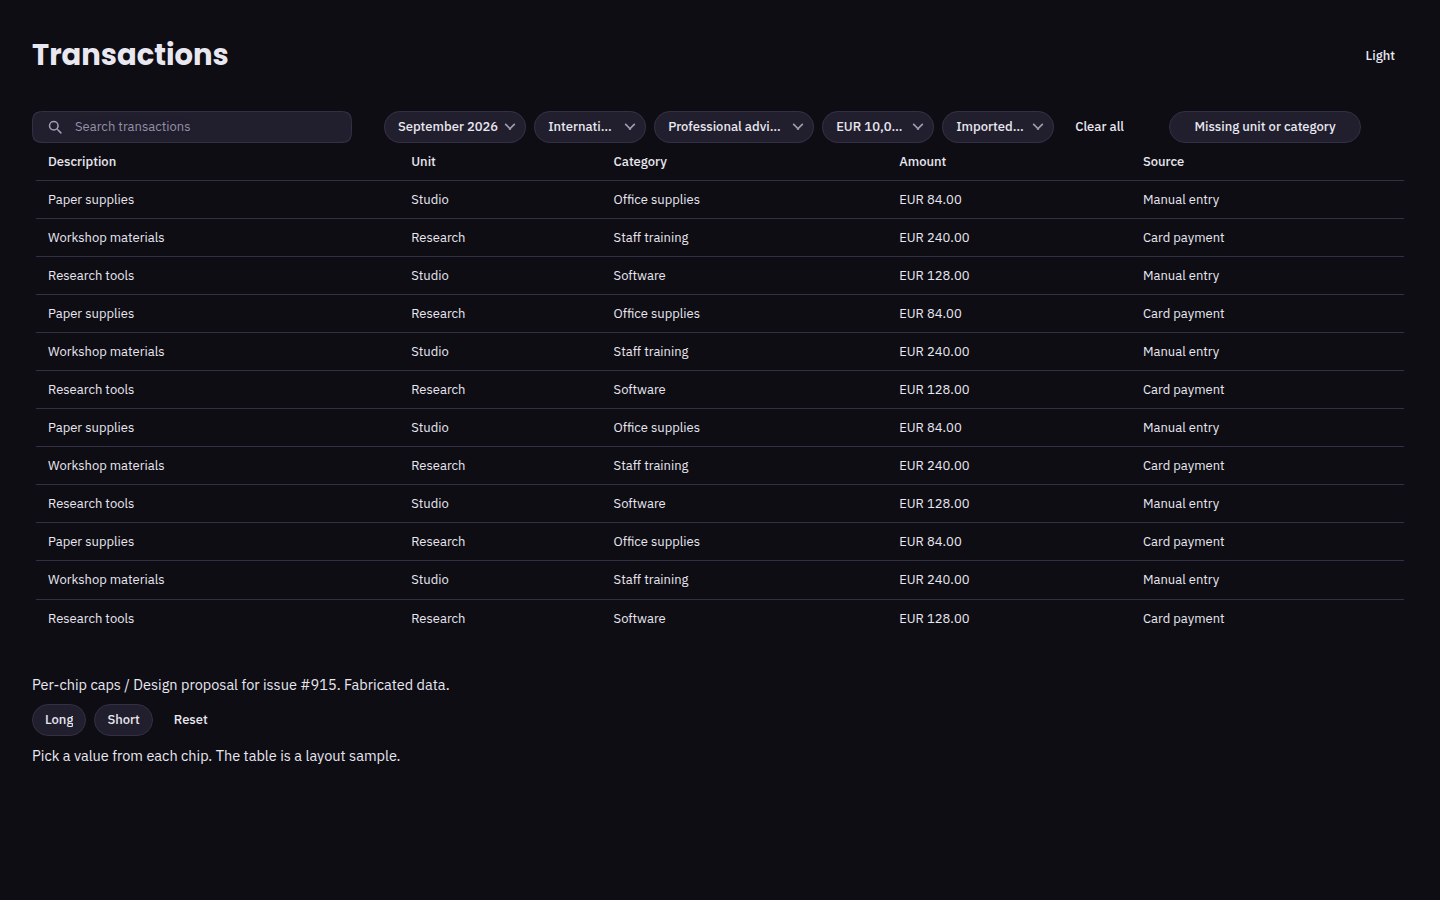 Transactions
Light
Search transactions September 2026 Internati... Professional advi... EUR 10,0... Imported... Clear all Missing unit or category
Description Unit Category Amount Source
Paper supplies Studio Office supplies EUR 84.00 Manual entry
Workshop materials Research Staff training EUR 240.00 Card payment
Research tools Studio Software EUR 128.00 Manual entry
Paper supplies Research Office supplies EUR 84.00 Card payment
Workshop materials Studio Staff training EUR 240.00 Manual entry
Research tools Research Software EUR 128.00 Card payment
Paper supplies Studio Office supplies EUR 84.00 Manual entry
Workshop materials Research Staff training EUR 240.00 Card payment
Research tools Studio Software EUR 128.00 Manual entry
Paper supplies Research Office supplies EUR 84.00 Card payment
Workshop materials Studio Staff training EUR 240.00 Manual entry
Research tools Research Software EUR 128.00 Card payment
Per-chip caps / Design proposal for issue #915. Fabricated data.
Long Short Reset
Pick a value from each chip. The table is a layout sample.